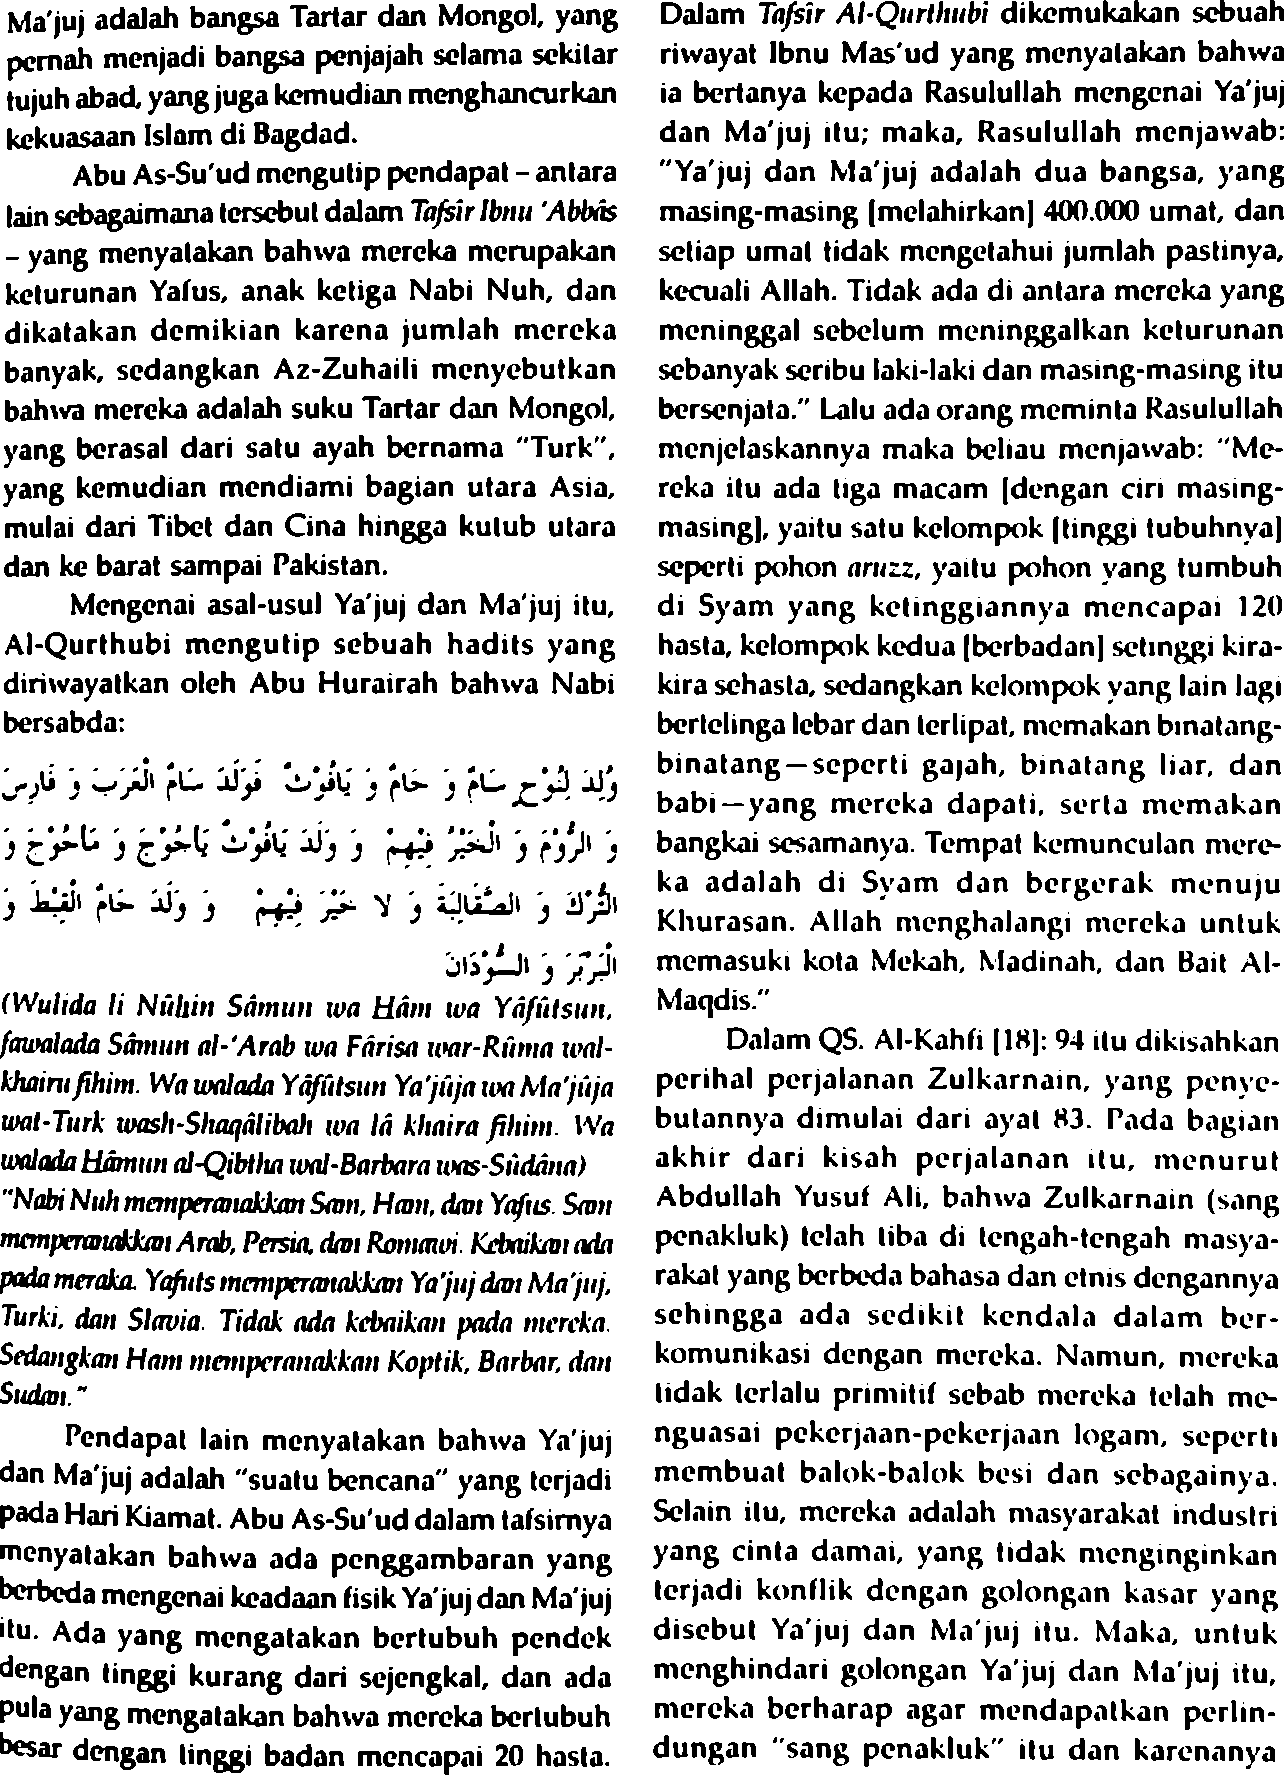 Ma'juj adalah bangsa Tartar dan Mongol, yang
pernah menjadi bangsa penjajah selama sekitar
tujuh abad, yang juga kemudian menghancurkan
kekuasaan Islam di Bagdad.
Abu As-Su'ud mengutip pendapat – antara
lain sebagaimana tersebut dalam Tafsîr Ibnu 'Abbâs
– yang menyatakan bahwa mereka merupakan
keturunan Yafus, anak ketiga Nabi Nuh, dan
dikatakan demikian karena jumlah mereka
banyak, sedangkan Az-Zuhaili menyebutkan
bahwa mereka adalah suku Tartar dan Mongol,
yang berasal dari satu ayah bernama "Turk",
yang kemudian mendiami bagian utara Asia,
mulai dari Tibet dan Cina hingga kutub utara
dan ke barat sampai Pakistan.
Mengenai asal-usul Ya'juj dan Ma'juj itu,
Al-Qurthubi mengutip sebuah hadits yang
diriwayatkan oleh Abu Hurairah bahwa Nabi
bersabda:
وُلِدَ لِنُوْحٍ سَامٌ وَ حَامٌ وَ يَافُوْثُ فَوَلَدَ سَامٌ الْعَرَبَ وَ فَارِسَ
وَ الرُّوْمَ وَ الْخَيْرُ فِيْهِمْ وَ وَلَدَ يَافُوْثُ يَاجُوْجَ وَ مَاجُوْجَ وَ
التُّرْكَ وَ الصَّقَالِبَةَ وَ لَا خَيْرَ فِيْهِمْ وَ وَلَدَ حَامٌ الْقِبْطَ وَ
الْبَرْبَرَ وَ السُّوْدَانَ
(Wulida li Nûhin Sâmun wa Hâm wa Yâfûtsun,
fawalada Sâmun al-'Arab wa Fârisa war-Rûma wal-
khairu fîhim. Wa walada Yâfûtsun Ya'jûja wa Ma'jûja
wat-Turk wash-Shaqâlibah wa lâ khaira fîhim. Wa
walada Hâmun al-Qibtha wal-Barbara was-Sûdâna)
"Nabi Nuh memperanakkan Sam, Ham, dan Yafus. Sam
memperanakkan Arab, Persia, dan Romawi. Kebaikan ada
pada meraka. Yafuts memperanakkan Ya'juj dan Ma'juj,
Turki, dan Slavia. Tidak ada kebaikan pada mereka.
Sedangkan Ham memperanakkan Koptik, Barbar, dan
Sudan."
Pendapat lain menyatakan bahwa Ya'juj
dan Ma'juj adalah "suatu bencana" yang terjadi
pada Hari Kiamat. Abu As-Su'ud dalam tafsirnya
menyatakan bahwa ada penggambaran yang
berbeda mengenai keadaan fisik Ya'juj dan Ma'juj
itu. Ada yang mengatakan bertubuh pendek
dengan tinggi kurang dari sejengkal, dan ada
pula yang mengatakan bahwa mereka bertubuh
besar dengan tinggi badan mencapai 20 hasta.
Dalam Tafsîr Al-Qurthubi dikemukakan sebuah
riwayat Ibnu Mas'ud yang menyatakan bahwa
ia bertanya kepada Rasulullah mengenai Ya'juj
dan Ma'juj itu; maka, Rasulullah menjawab:
"Ya'juj dan Ma'juj adalah dua bangsa, yang
masing-masing [melahirkan] 400.000 umat, dan
setiap umat tidak mengetahui jumlah pastinya,
kecuali Allah. Tidak ada di antara mereka yang
meninggal sebelum meninggalkan keturunan
sebanyak seribu laki-laki dan masing-masing itu
bersenjata." Lalu ada orang meminta Rasulullah
menjelaskannya maka beliau menjawab: "Me-
reka itu ada tiga macam [dengan ciri masing-
masing], yaitu satu kelompok [tinggi tubuhnya]
seperti pohon aruzz, yaitu pohon yang tumbuh
di Syam yang ketinggiannya mencapai 120
hasta, kelompok kedua [berbadan] setinggi kira-
kira sehasta, sedangkan kelompok yang lain lagi
bertelinga lebar dan terlipat, memakan binatang-
binatang—seperti gajah, binatang liar, dan
babi—yang mereka dapati, serta memakan
bangkai sesamanya. Tempat kemunculan mere-
ka adalah di Syam dan bergerak menuju
Khurasan. Allah menghalangi mereka untuk
memasuki kota Mekah, Madinah, dan Bait Al-
Maqdis."
Dalam QS. Al-Kahfi [18]: 94 itu dikisahkan
perihal perjalanan Zulkarnain, yang penye-
butannya dimulai dari ayat 83. Pada bagian
akhir dari kisah perjalanan itu, menurut
Abdullah Yusuf Ali, bahwa Zulkarnain (sang
penakluk) telah tiba di tengah-tengah masya-
rakat yang berbeda bahasa dan etnis dengannya
sehingga ada sedikit kendala dalam ber-
komunikasi dengan mereka. Namun, mereka
tidak terlalu primitif sebab mereka telah me-
nguasai pekerjaan-pekerjaan logam, seperti
membuat balok-balok besi dan sebagainya.
Selain itu, mereka adalah masyarakat industri
yang cinta damai, yang tidak menginginkan
terjadi konflik dengan golongan kasar yang
disebut Ya'juj dan Ma'juj itu. Maka, untuk
menghindari golongan Ya'juj dan Ma'juj itu,
mereka berharap agar mendapatkan perlin-
dungan "sang penakluk" itu dan karenanya